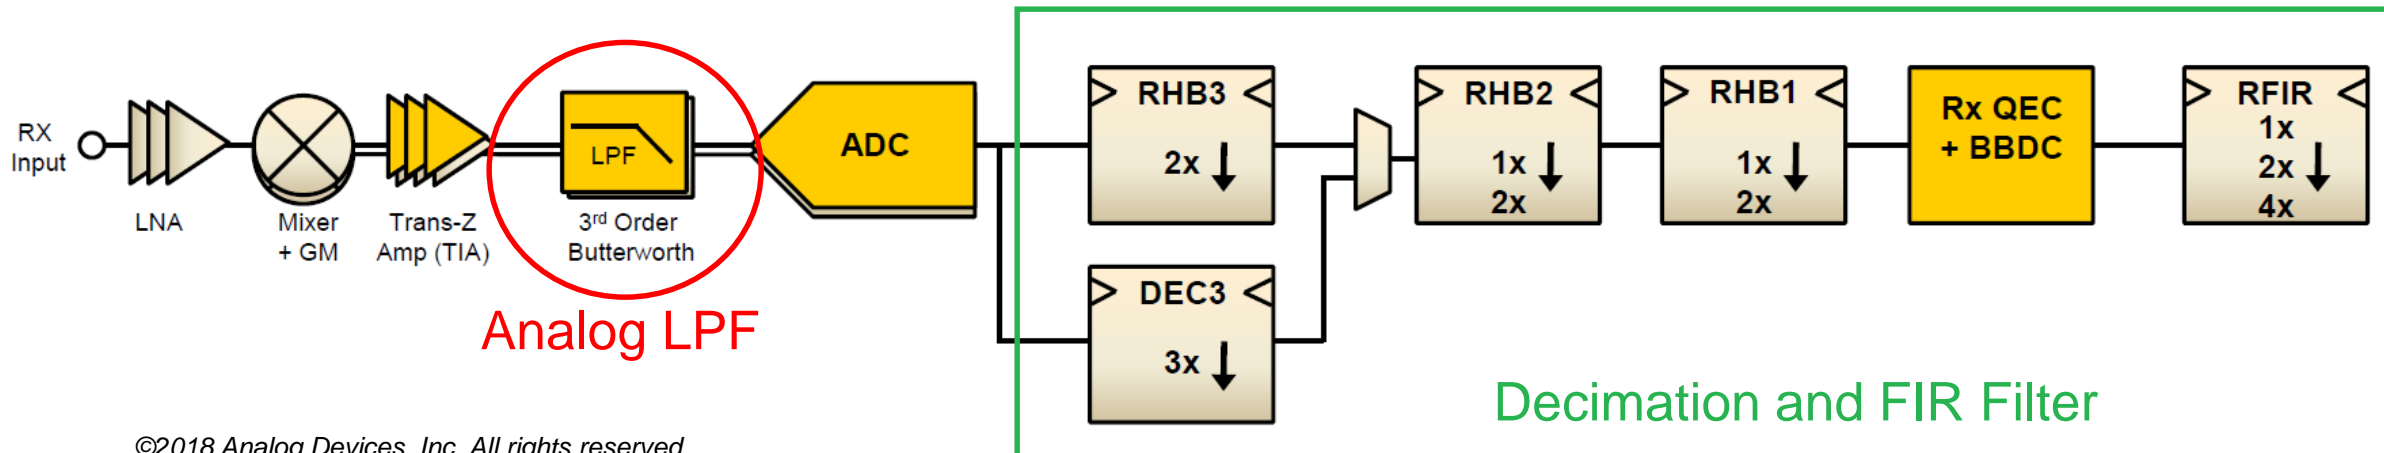 RX
Input
LNA
Mixer
+ GM
Trans-Z
Amp (TIA)
LPF
3rd Order
Butterworth
Analog LPF
ADC
RHB3
2x
DEC3
3x
RHB2
1x
2x
RHB1
1x
2x
Rx QEC
+ BBDC
RFIR
1x
2x
4x
Decimation and FIR Filter
©2018 Analog Devices, Inc. All rights reserved